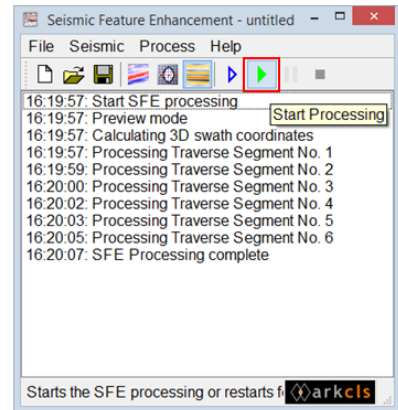 Seismic Feature Enhancement - untitled
File Seismic Process Help
Start Processing
16:19:57: Start SFE processing
16:19:57: Preview mode
16:19:57: Calculating 3D swath coordinates
16:19:57: Processing Traverse Segment No. 1
16:19:59: Processing Traverse Segment No. 2
16:20:00: Processing Traverse Segment No. 3
16:20:02: Processing Traverse Segment No. 4
16:20:03: Processing Traverse Segment No. 5
16:20:05: Processing Traverse Segment No. 6
16:20:07: SFE Processing complete
Starts the SFE processing or restarts f
arkcls